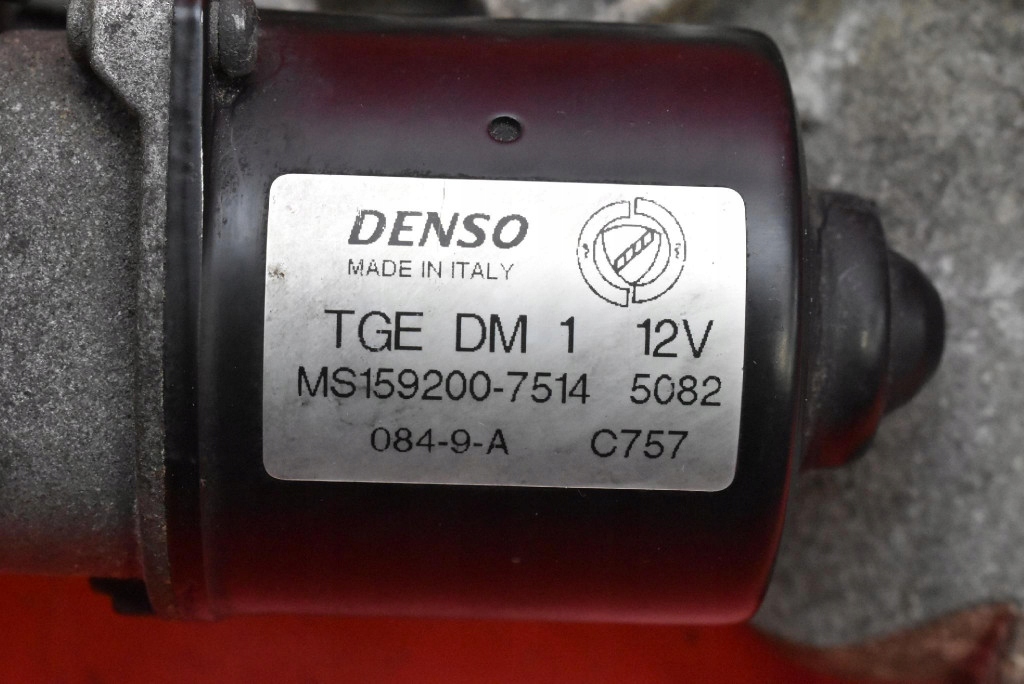 DENSO
MADE IN ITALY
TGE DM 1 12V
MS159200-7514 5082
084-9-A C757